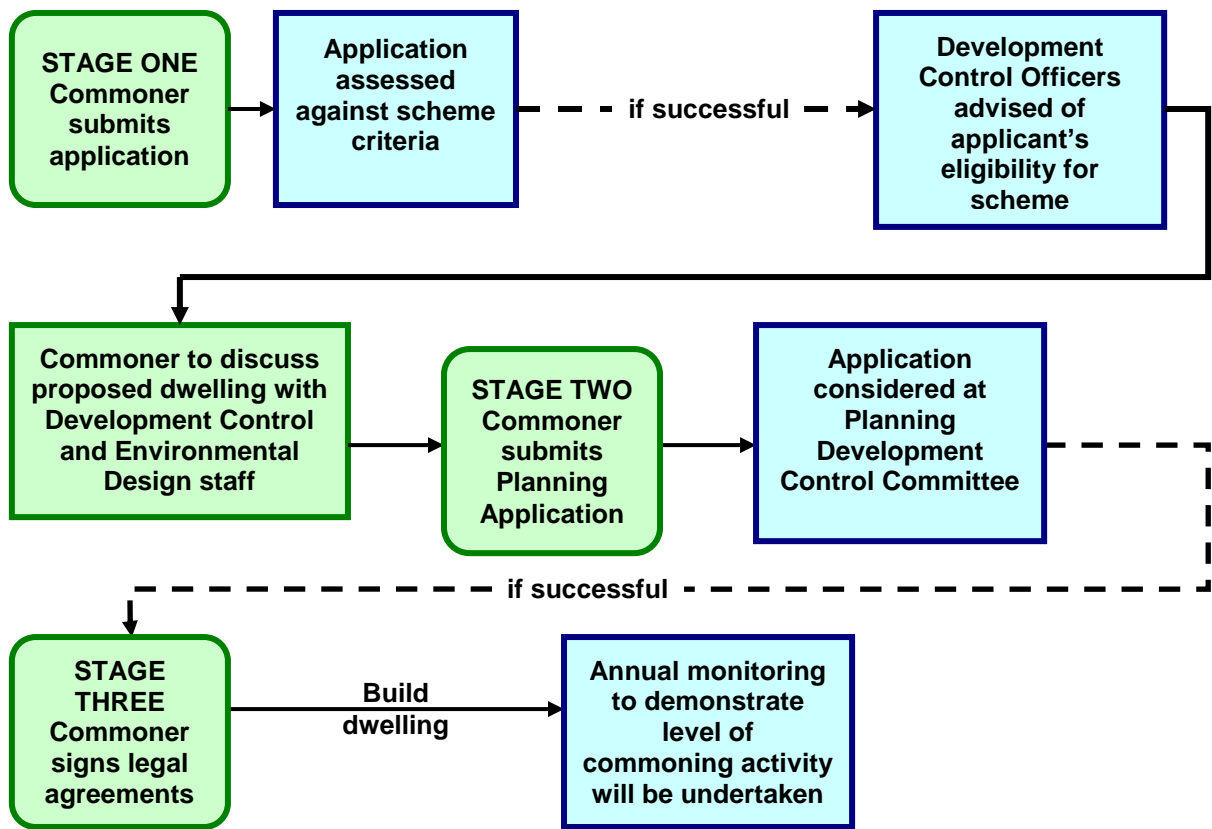 STAGE ONE
Commoner
submits
application
Application
assessed
against scheme
criteria
if successful
Development
Control Officers
advised of
applicant’s
eligibility for
scheme
Commoner to discuss
proposed dwelling with
Development Control
and Environmental
Design staff
STAGE TWO
Commoner
submits
Planning
Application
Application
considered at
Planning
Development
Control Committee
if successful
STAGE
THREE
Commoner
signs legal
agreements
Build
dwelling
Annual monitoring
to demonstrate
level of
commoning activity
will be undertaken